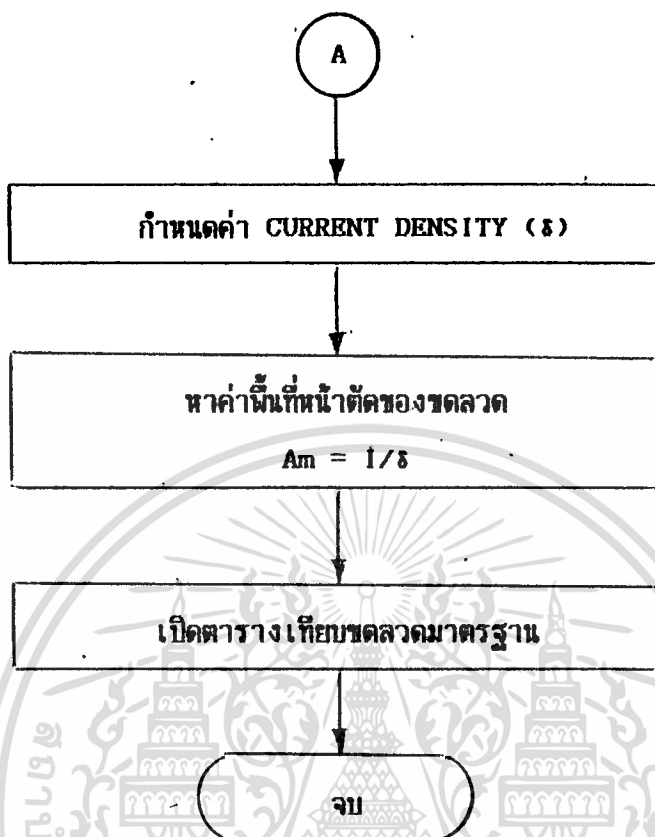 A
กำหนดค่า CURRENT DENSITY (δ)
หาค่าพื้นที่หน้าตัดของขดลวด
Am = I/δ
เปิดตารางเทียบขดลวดมาตรฐาน
จบ